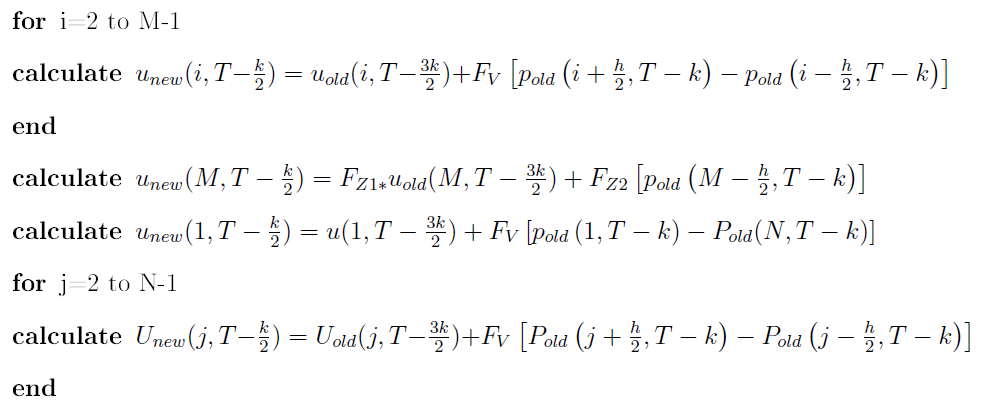 for i=2 to M-1
calculate $u_{new}(i, T-\frac{k}{2}) = u_{old}(i, T-\frac{3k}{2})+F_V \left[p_{old}\left(i+\frac{h}{2}, T-k\right) - p_{old}\left(i-\frac{h}{2}, T-k\right)\right]$
end
calculate $u_{new}(M, T-\frac{k}{2}) = F_{Z1*}u_{old}(M, T-\frac{3k}{2}) + F_{Z2}\left[p_{old}\left(M-\frac{h}{2}, T-k\right)\right]$
calculate $u_{new}(1, T-\frac{k}{2}) = u(1, T-\frac{3k}{2}) + F_V\left[p_{old}(1, T-k) - P_{old}(N, T-k)\right]$
for j=2 to N-1
calculate $U_{new}(j, T-\frac{k}{2}) = U_{old}(j, T-\frac{3k}{2})+F_V \left[P_{old}\left(j+\frac{h}{2}, T-k\right) - P_{old}\left(j-\frac{h}{2}, T-k\right)\right]$
end